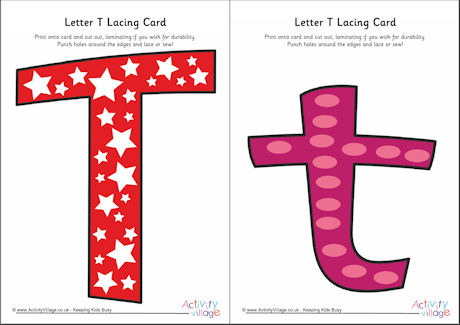 Letter T Lacing Card
Print onto card and cut out, laminating if you wish for durability.
Punch holes around the edges and lace or sew!
T
© www.ActivityVillage.co.uk - Keeping Kids Busy
Activity
Village
Letter T Lacing Card
Print onto card and cut out, laminating if you wish for durability.
Punch holes around the edges and lace or sew!
t
© www.ActivityVillage.co.uk - Keeping Kids Busy
Activity
Village